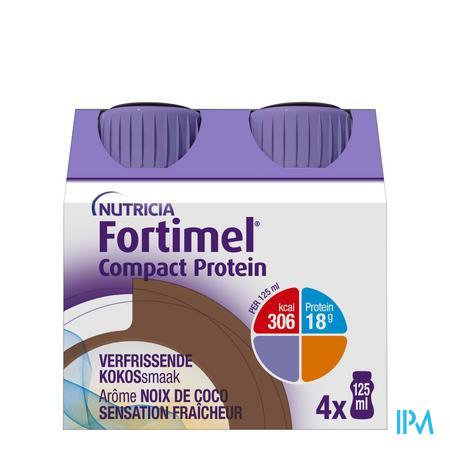 NUTRICIA
Fortimel®
Compact Protein
PER 125 ml
kcal
306
Protein
18g
VERFRISSENDE
KOKOSsmaak
Arôme NOIX DE COCO
SENSATION FRAÎCHEUR
4x
125
ml
IPM